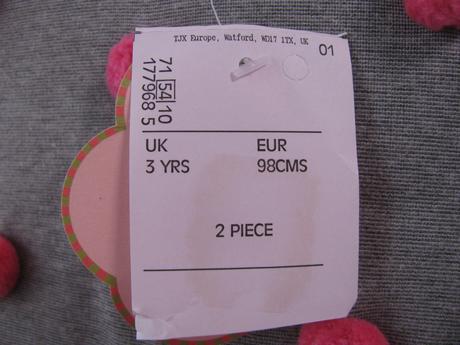 TJX Europe, Watford, WD17 1TX, UK
01
71 54 10
177968 5
UK EUR
3 YRS 98CMS
2 PIECE